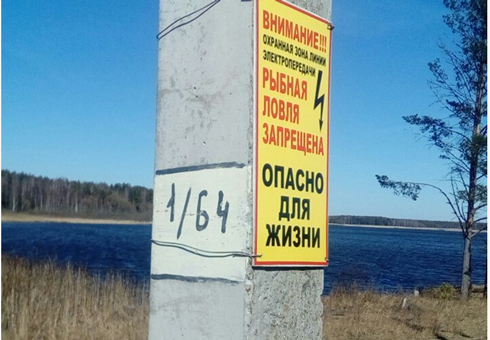 ВНИМАНИЕ!!!
ОХРАННАЯ ЗОНА ЛИНИИ
ЭЛЕКТРОПЕРЕДАЧИ
РЫБНАЯ
ЛОВЛЯ
ЗАПРЕЩЕНА
ОПАСНО
ДЛЯ
ЖИЗНИ
1/64